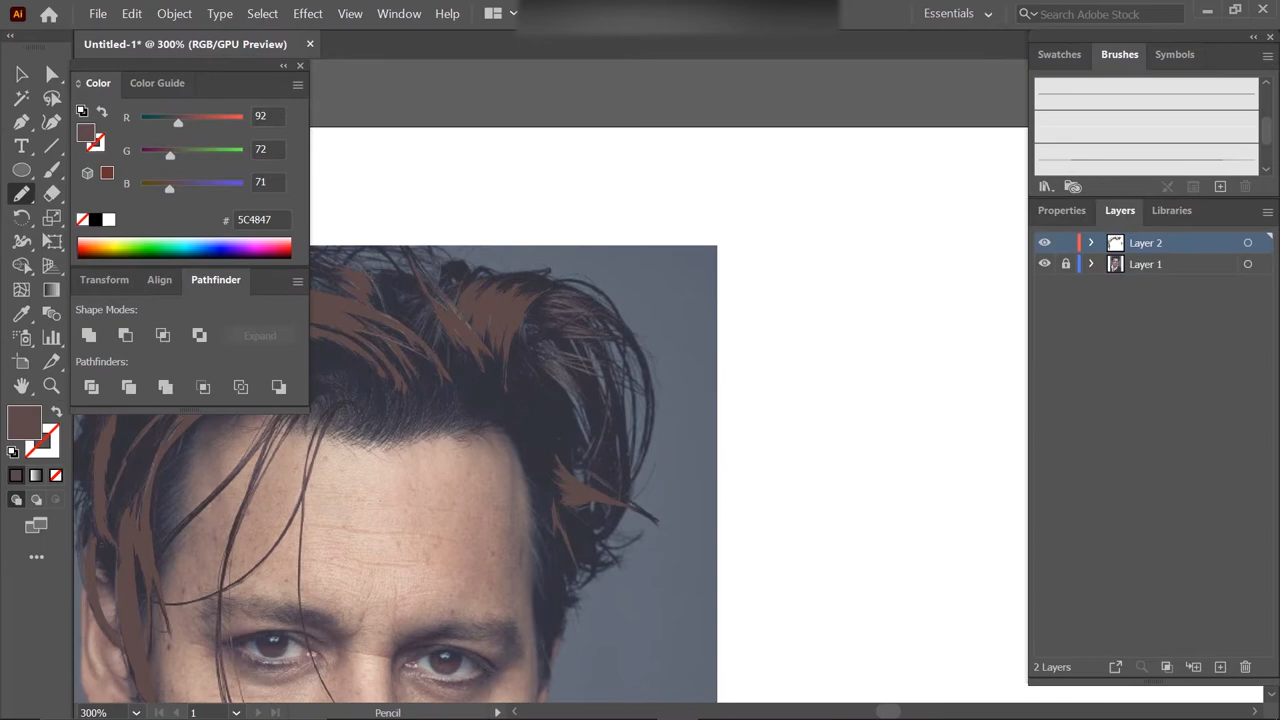 Ai File Edit Object Type Select Effect View Window Help Essentials Search Adobe Stock
Untitled-1* @ 300% (RGB/GPU Preview)
Color Color Guide
R 92
G 72
B 71
# 5C4847
Transform Align Pathfinder
Shape Modes:
Expand
Pathfinders:
Swatches Brushes Symbols
Properties Layers Libraries
Layer 2
Layer 1
2 Layers
300% 1 Pencil